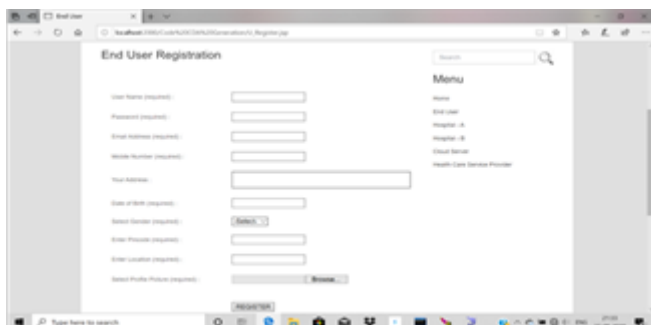 End User
End User Registration
Search
Menu
User Name (required) :
Password (required) :
Email Address (required) :
Mobile Number (required) :
Your Address :
Date of Birth (required) :
Select Gender (required) :
-Select-
Enter Pincode (required) :
Enter Location (required) :
Select Profile Picture (required) :
Browse...
REGISTER
Home
End User
Hospital - A
Hospital - B
Cloud Server
Health Care Service Provider
Type here to search